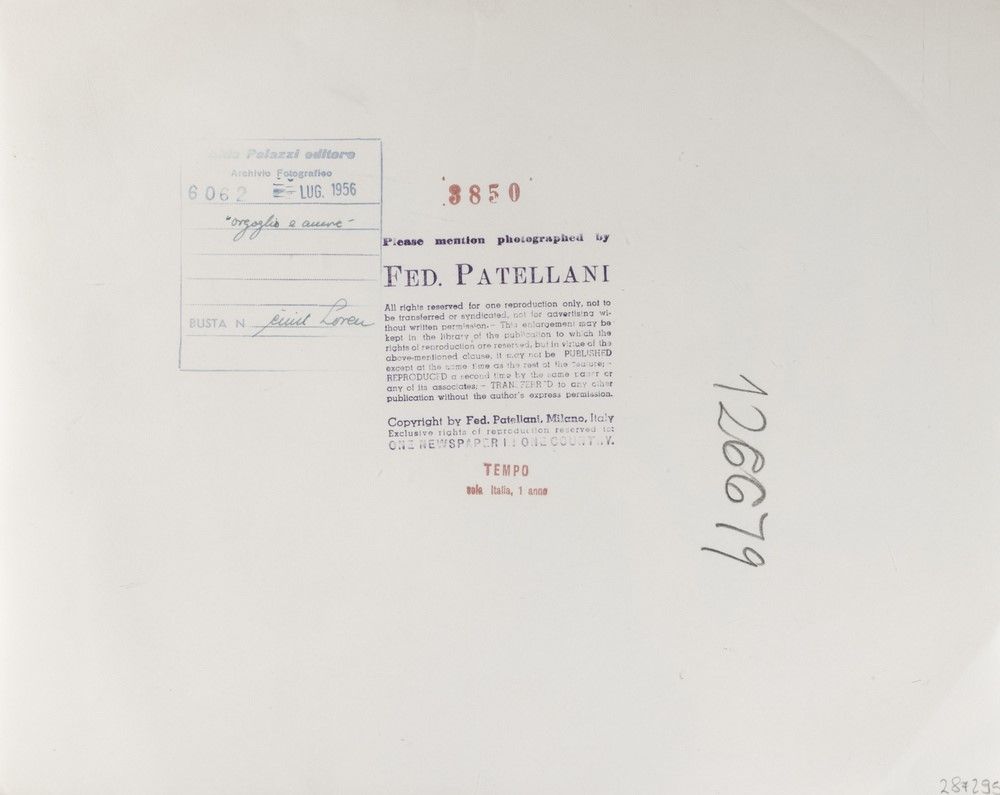 Aldo Palazzi editore
Archivio Fotografico
6062 LUG. 1956
"orgoglio e
BUSTA N Loren
3850
Please mention photographed by
FED. PATELLANI
All rights reserved for one reproduction only, not to
be transferred or syndicated, not for advertising wi-
thout written permission.- This enlargement may be
kept in the library of the publication to which the
rights of reproduction are reserved, but in virtue of the
above-mentioned clause, it may not be PUBLISHED
except at the same time as the rest of the feature; -
REPRODUCED a second time by the same paper or
any of its associates; - TRANSFERRED to any other
publication without the author's express permission.
Copyright by Fed. Patellani, Milano, Italy
Exclusive rights of reproduction reserved to:
ONE NEWSPAPER IN ONE COUNTRY.
TEMPO
solo Italia, 1 anno
126679
287295